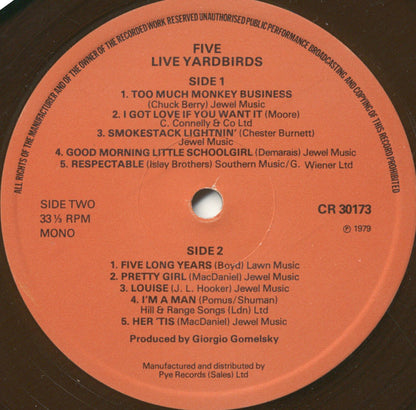 ALL RIGHTS OF THE MANUFACTURER AND OF THE OWNER OF THE RECORDED WORK RESERVED UNAUTHORISED PUBLIC PERFORMANCE BROADCASTING AND COPYING OF THIS RECORD PROHIBITED
FIVE
LIVE YARDBIRDS
SIDE 1
1. TOO MUCH MONKEY BUSINESS
(Chuck Berry) Jewel Music
2. I GOT LOVE IF YOU WANT IT (Moore)
C. Connelly & Co Ltd
3. SMOKESTACK LIGHTNIN' (Chester Burnett)
Jewel Music
4. GOOD MORNING LITTLE SCHOOLGIRL (Demarais) Jewel Music
5. RESPECTABLE (Isley Brothers) Southern Music/G. Wiener Ltd
SIDE TWO
33 ⅓ RPM
MONO
CR 30173
℗ 1979
SIDE 2
1. FIVE LONG YEARS (Boyd) Lawn Music
2. PRETTY GIRL (MacDaniel) Jewel Music
3. LOUISE (J. L. Hooker) Jewel Music
4. I'M A MAN (Pomus/Shuman)
Hill & Range Songs (Ldn) Ltd
5. HER 'TIS (MacDaniel) Jewel Music
Produced by Giorgio Gomelsky
Manufactured and distributed by
Pye Records (Sales) Ltd